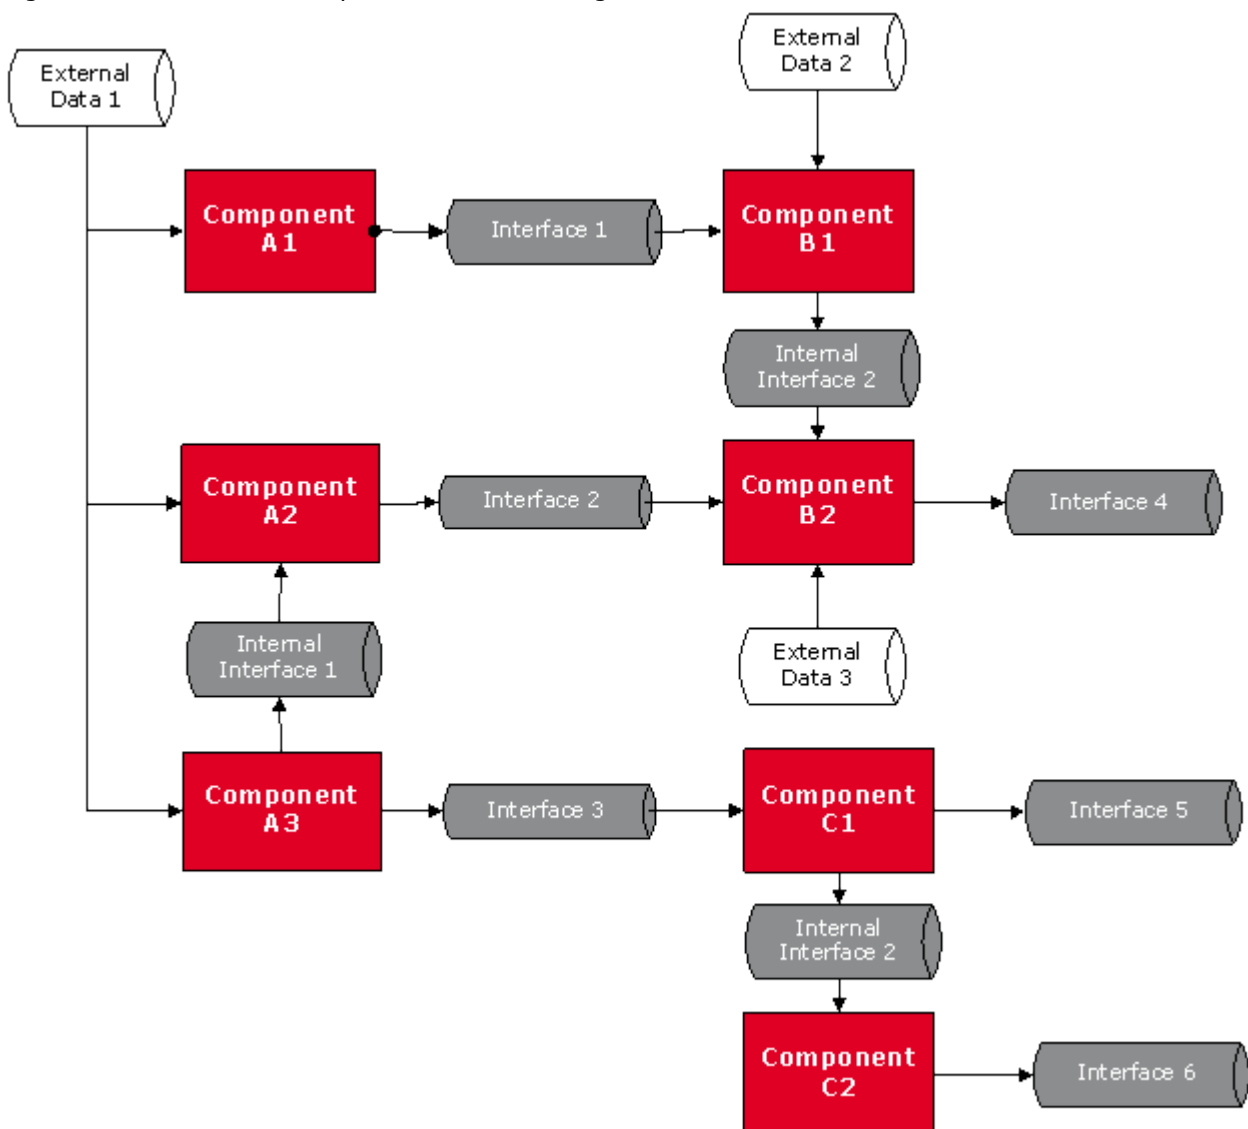 External
Data 1
External
Data 2
Component
A1
Interface 1
Component
B1
Internal
Interface 2
Component
A2
Interface 2
Component
B2
Interface 4
Internal
Interface 1
External
Data 3
Component
A3
Interface 3
Component
C1
Interface 5
Internal
Interface 2
Component
C2
Interface 6